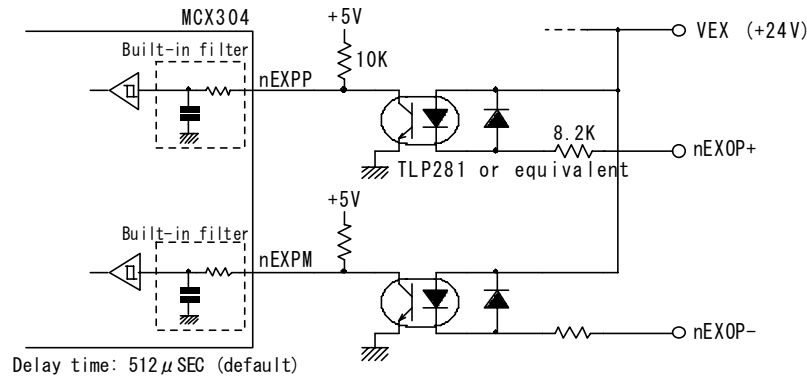 MCX304
+5V
VEX (+24V)
Built-in filter
10K
nEXPP
8.2K
nEXOP+
TLP281 or equivalent
+5V
Built-in filter
nEXPM
nEXOP-
Delay time: 512μSEC (default)